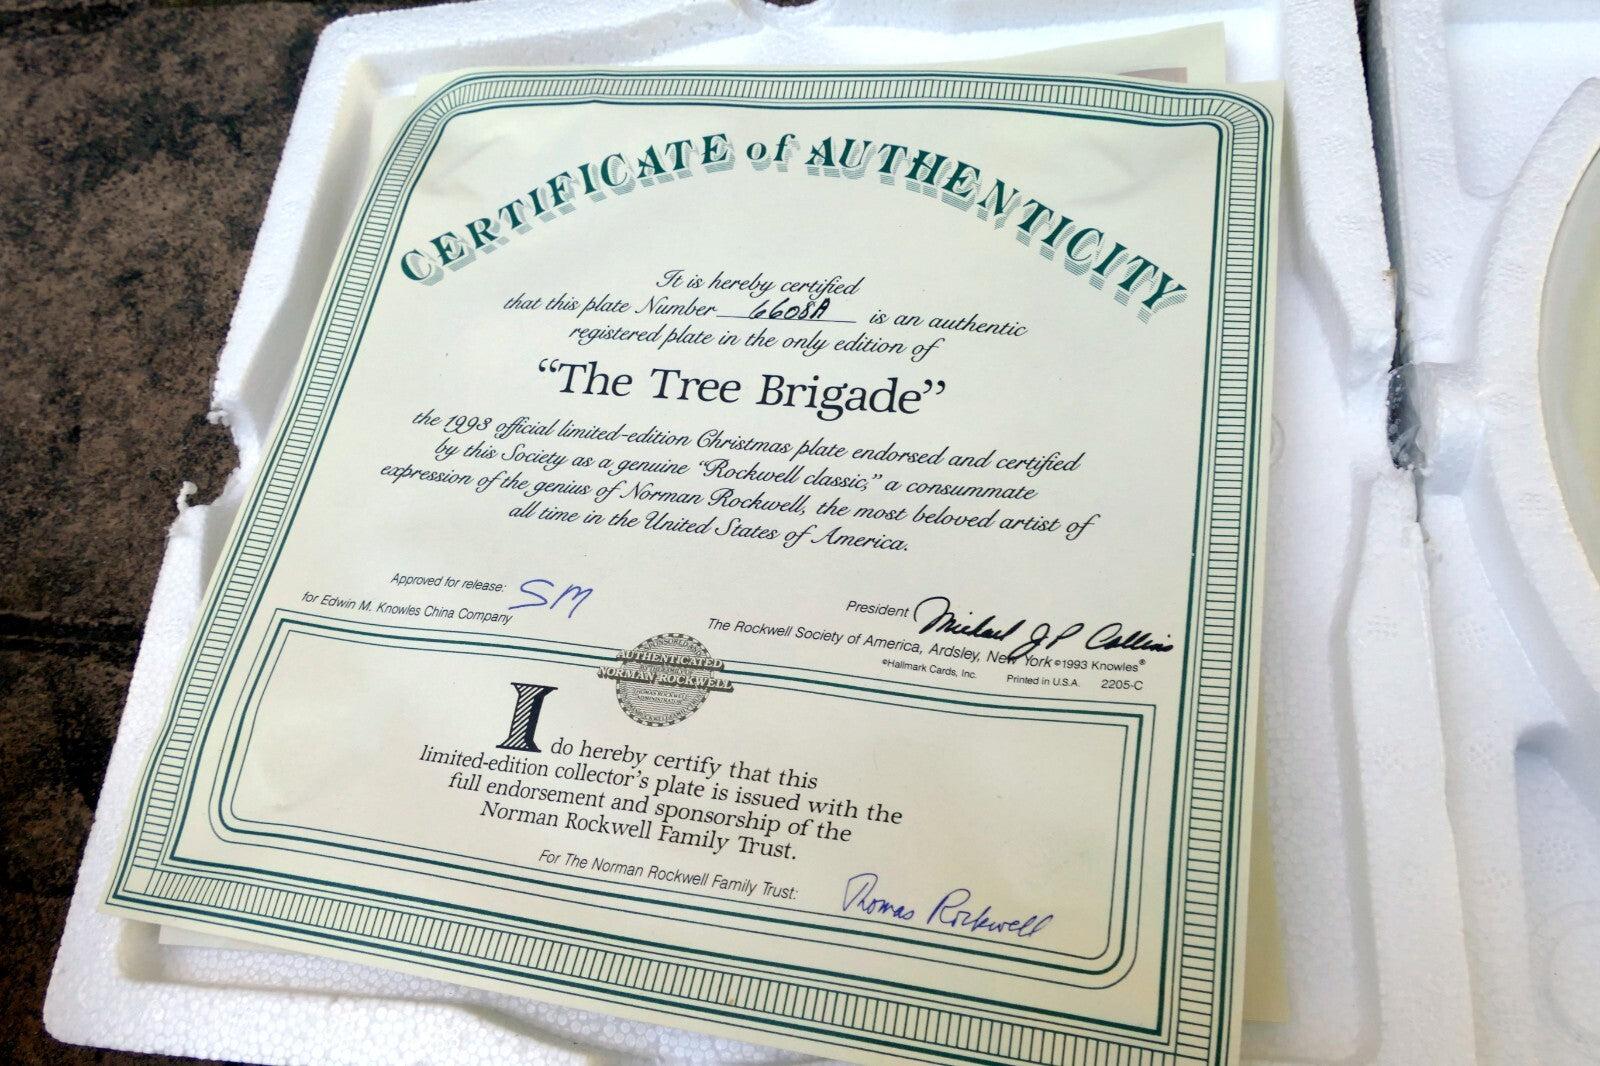 CERTIFICATE of AUTHENTICITY
It is hereby certified
that this plate Number 6608A is an authentic
registered plate in the only edition of
“The Tree Brigade”
the 1993 official limited-edition Christmas plate endorsed and certified
by this Society as a genuine “Rockwell classic,” a consummate
expression of the genius of Norman Rockwell, the most beloved artist of
all time in the United States of America.
Approved for release: SM
for Edwin M. Knowles China Company
President Michael J P Collins
The Rockwell Society of America, Ardsley, New York ©1993 Knowles®
©Hallmark Cards, Inc. Printed in U.S.A. 2205-C
AUTHENTICATED
NORMAN ROCKWELL
THOMAS ROCKWELL
ADMINISTRATOR
I do hereby certify that this
limited-edition collector’s plate is issued with the
full endorsement and sponsorship of the
Norman Rockwell Family Trust.
For The Norman Rockwell Family Trust: Thomas Rockwell